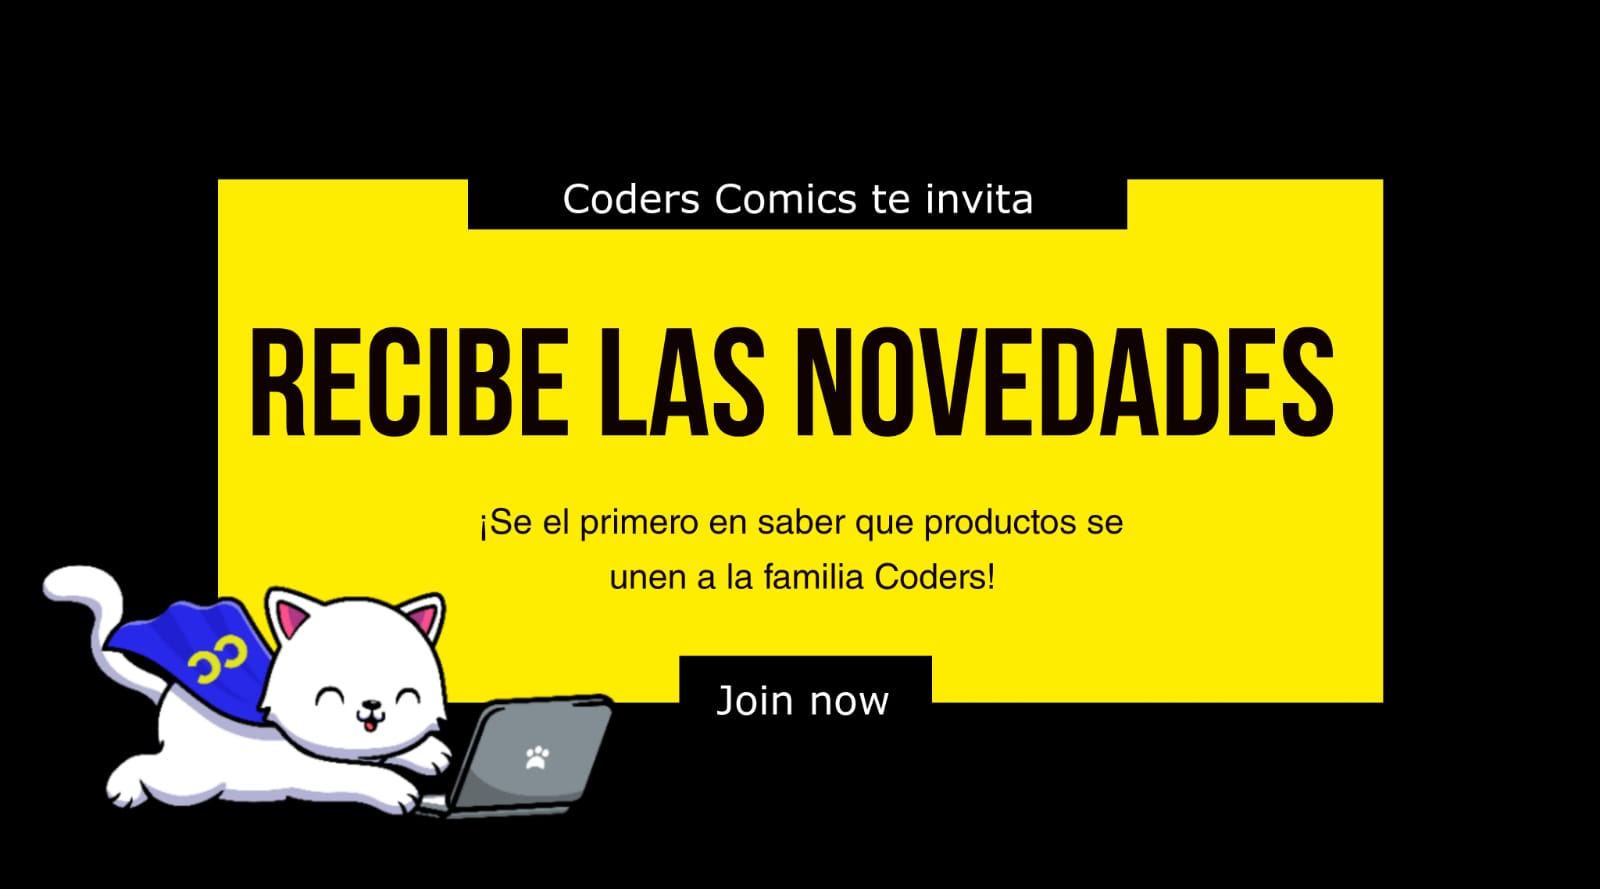 Coders Comics te invita
RECIBE LAS NOVEDADES
¡Se el primero en saber que productos se
unen a la familia Coders!
Join now